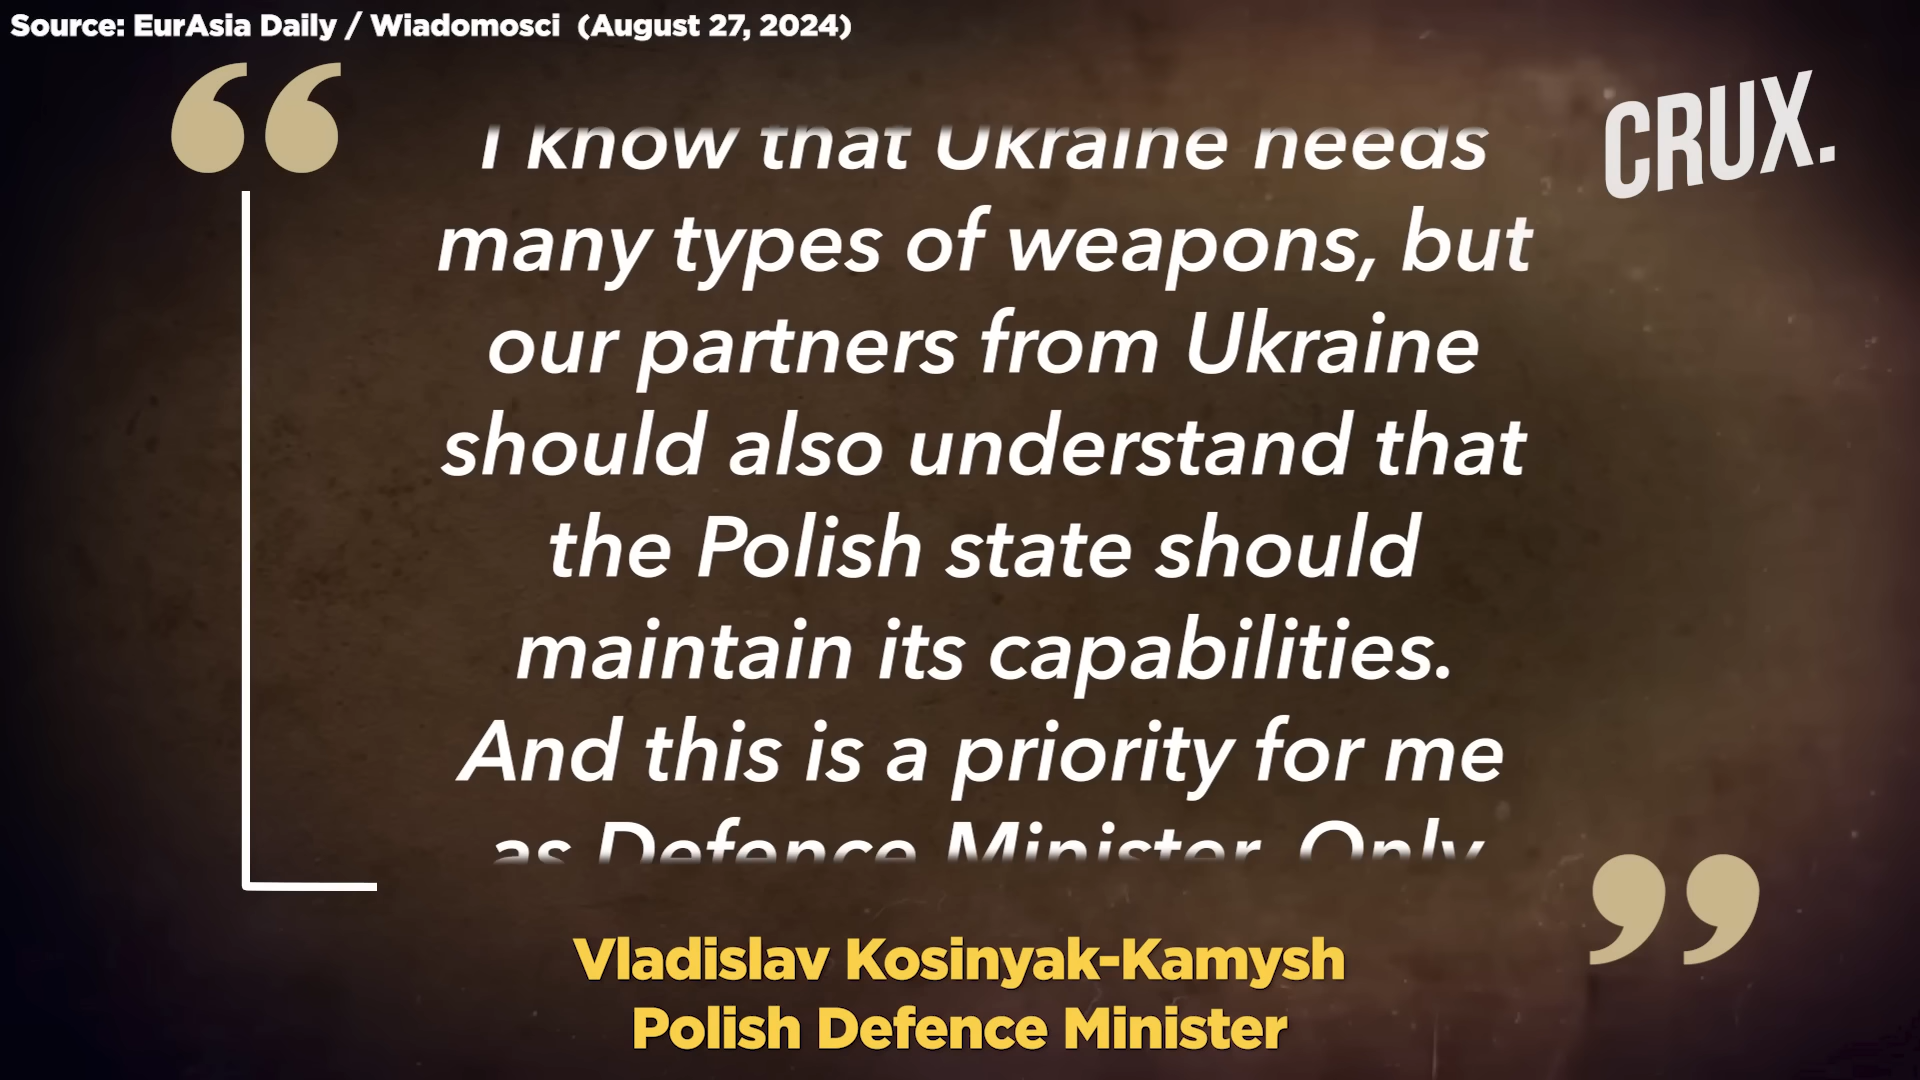 Source: EurAsia Daily / Wiadomosci (August 27, 2024)
CRUX.
I know that Ukraine needs
many types of weapons, but
our partners from Ukraine
should also understand that
the Polish state should
maintain its capabilities.
And this is a priority for me
as Defence Minister. Only
Vladislav Kosinyak-Kamysh
Polish Defence Minister